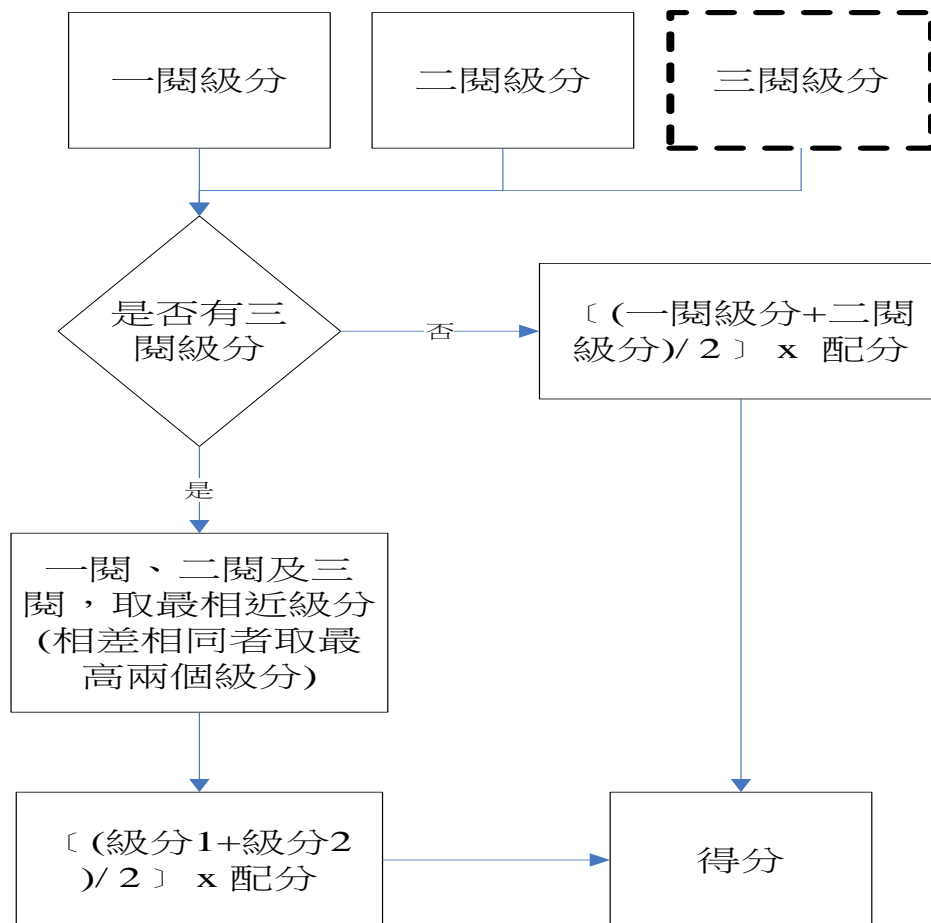 一閱級分
二閱級分
三閱級分
是否有三
閱級分
否
〔(一閱級分+二閱
級分)/2〕 x 配分
是
一閱、二閱及三
閱，取最相近級分
(相差相同者取最
高兩個級分)
〔(級分1+級分2
)/2〕 x 配分
得分